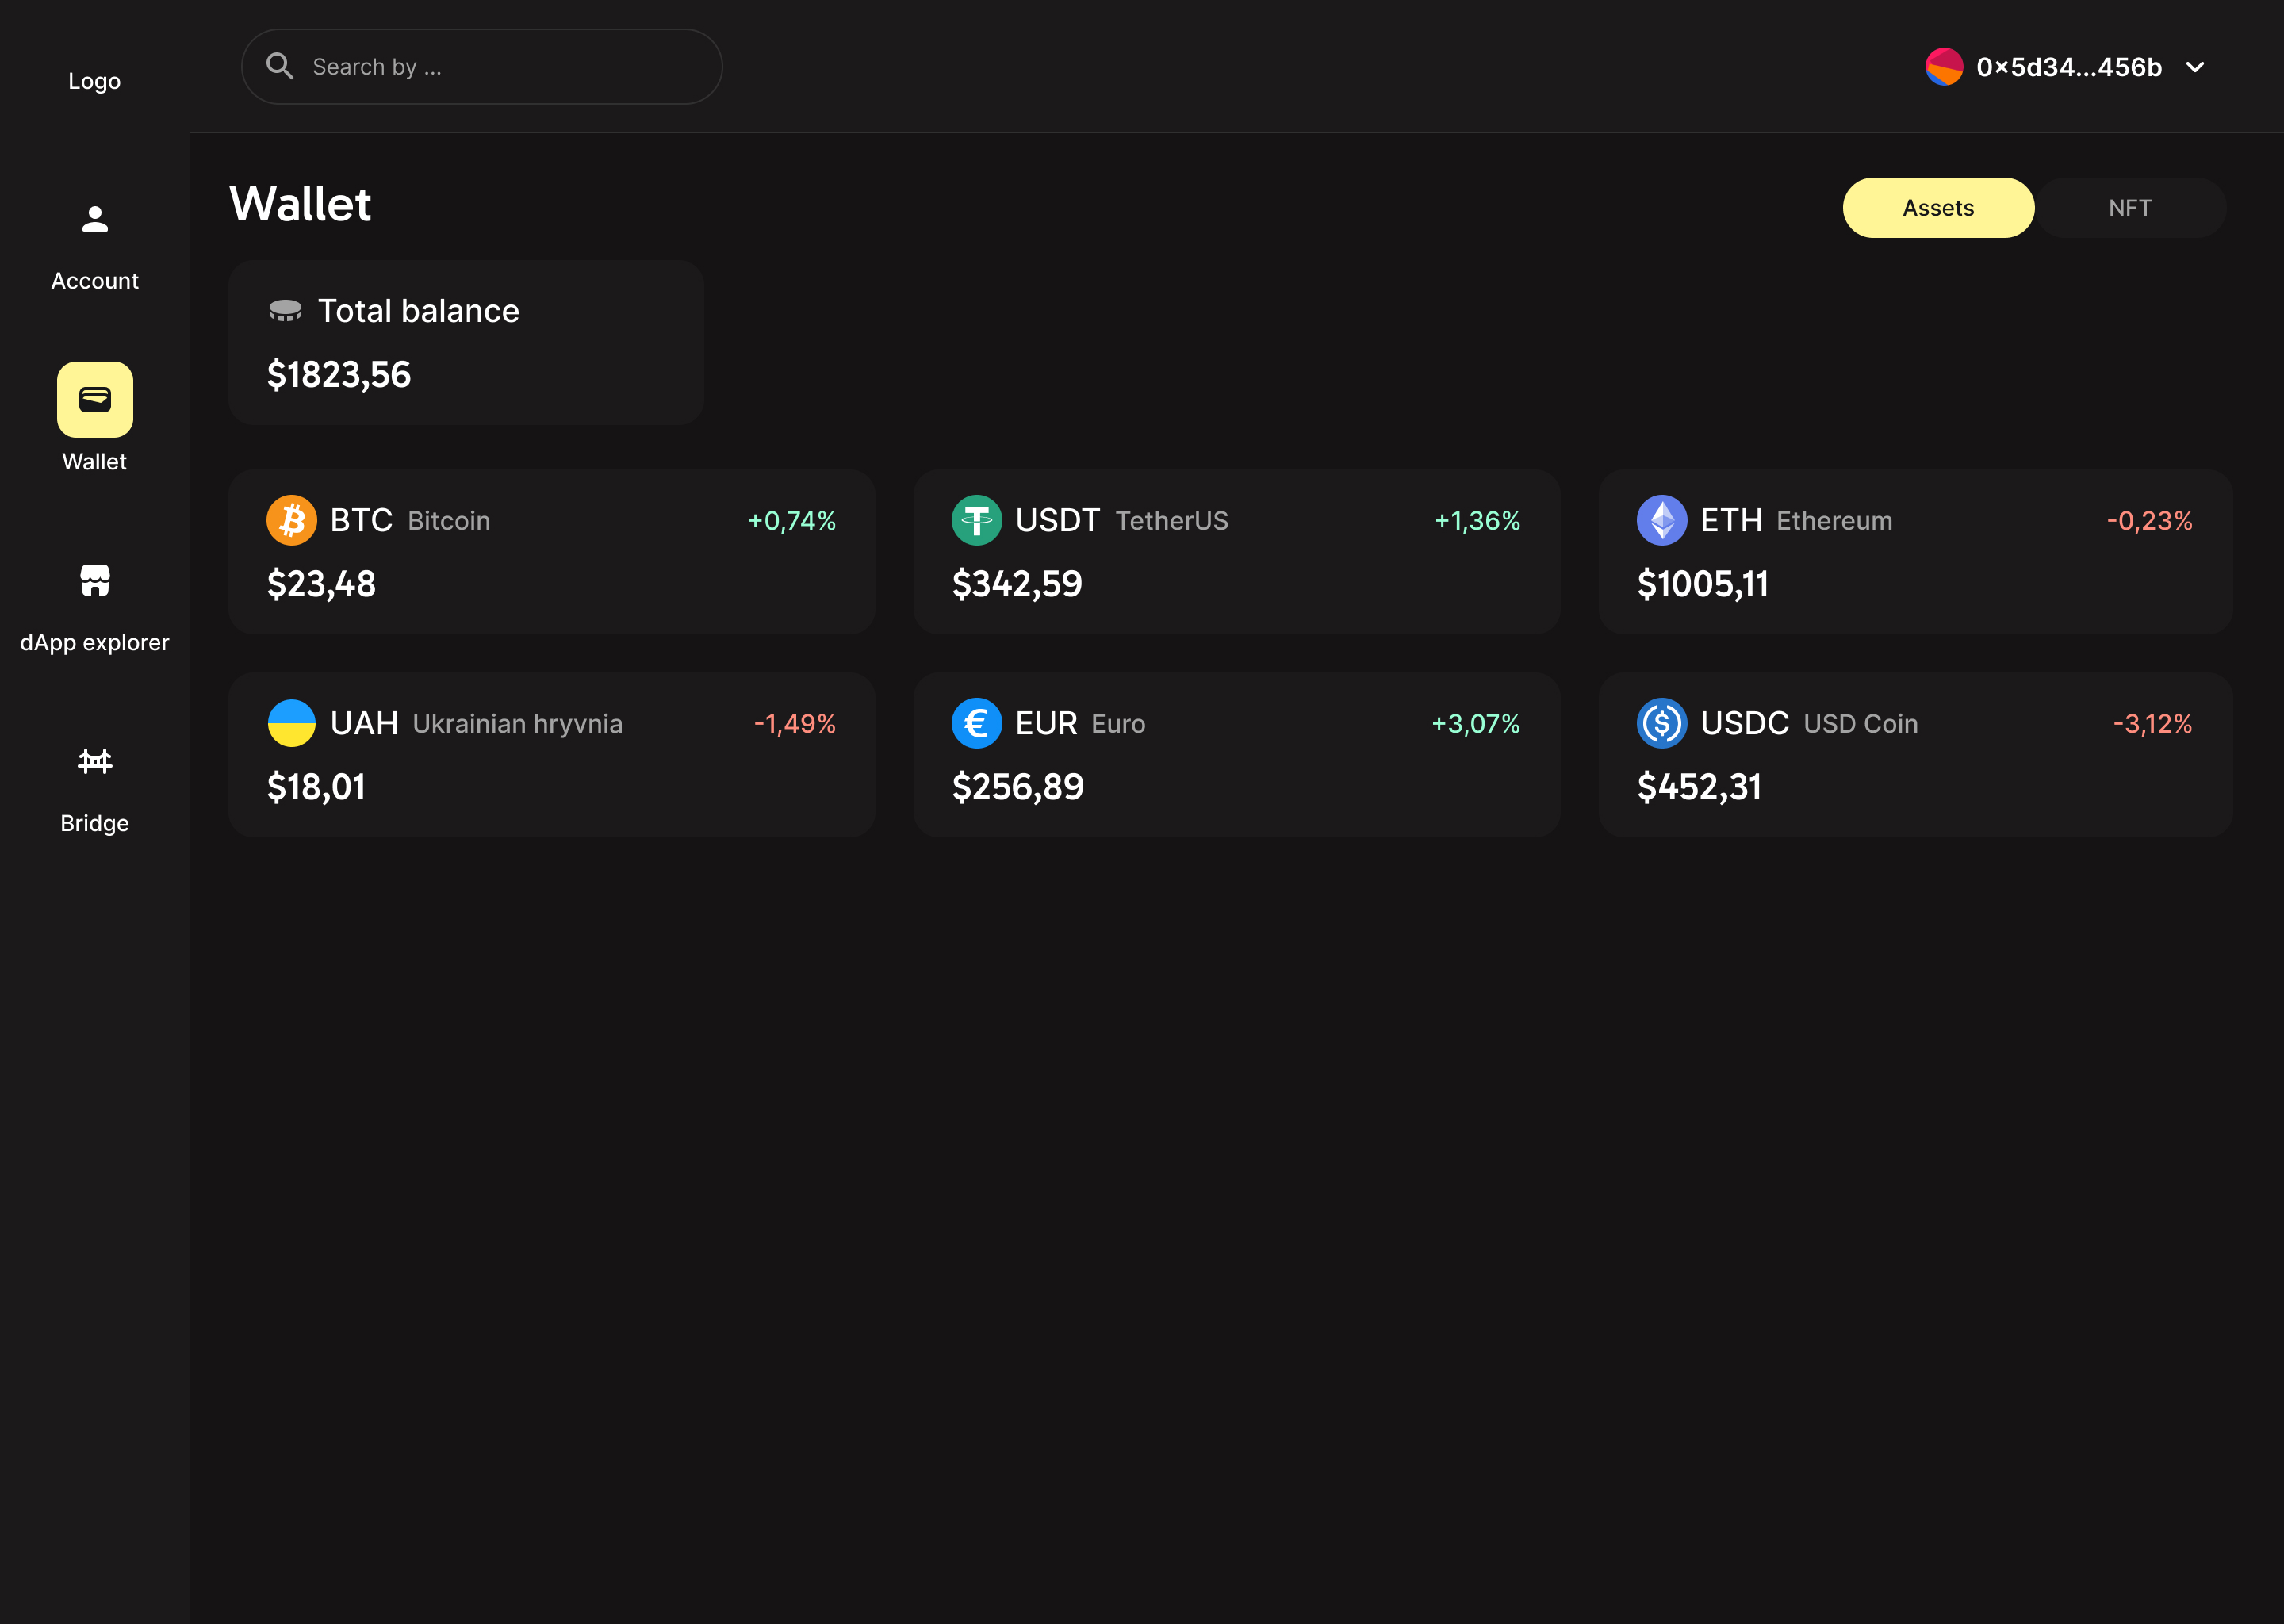 Logo
Search by ...
0×5d34...456b
Account
Wallet
dApp explorer
Bridge
Wallet
Assets
NFT
Total balance
$1823,56
BTC Bitcoin +0,74%
$23,48
USDT TetherUS +1,36%
$342,59
ETH Ethereum -0,23%
$1005,11
UAH Ukrainian hryvnia -1,49%
$18,01
EUR Euro +3,07%
$256,89
USDC USD Coin -3,12%
$452,31